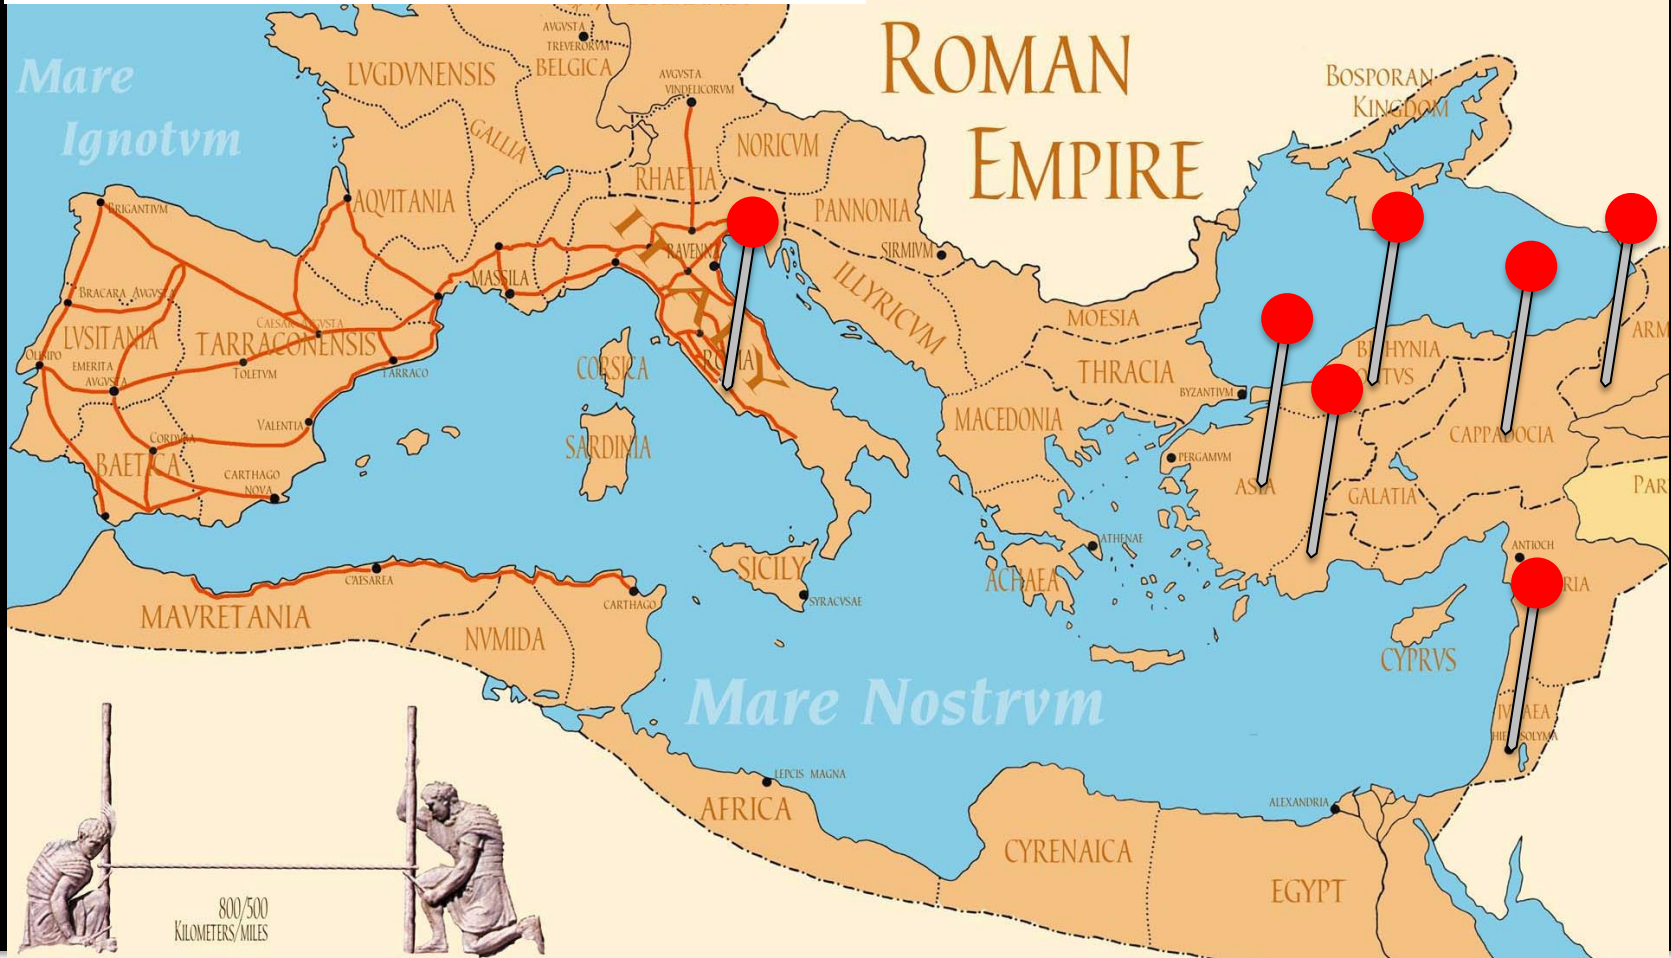 ROMAN
EMPIRE
Mare
Ignotvm
Mare Nostrvm
AVGVSTA
TREVERORVM
BELGICA
LVGDVNENSIS
GALLIA
AQVITANIA
AVGVSTA
VINDELICORVM
RHAETIA
NORICVM
PANNONIA
SIRMIVM
ILLYRICVM
ITALY
RAVENNA
MASSILA
CORSICA
SARDINIA
SICILY
SYRACVSAE
BRIGANTIVM
BRACARA AVGVSTA
LVSITANIA
OLISIPO
EMERITA
AVGVSTA
TARRACONENSIS
TOLETVM
TARRACO
VALENTIA
CORDVBA
BAETICA
CARTHAGO
NOVA
CAESAREA
CARTHAGO
MAVRETANIA
NVMIDA
LEPCIS MAGNA
AFRICA
CYRENAICA
EGYPT
ALEXANDRIA
MOESIA
THRACIA
BYZANTIVM
MACEDONIA
ACHAEA
ATHENAE
PERGAMVM
ASIA
GALATIA
CAPPADOCIA
BOSPORAN
KINGDOM
ARM
PAR
ANTIOCH
CYPRVS
800/500
KILOMETERS/MILES